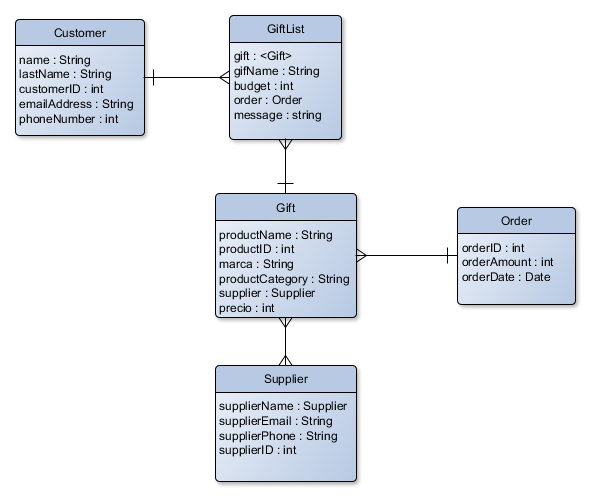 Customer
name : String
lastName : String
customerID : int
emailAddress : String
phoneNumber : int
GiftList
gift : <Gift>
gifName : String
budget : int
order : Order
message : string
Gift
productName : String
productID : int
marca : String
productCategory : String
supplier : Supplier
precio : int
Order
orderID : int
orderAmount : int
orderDate : Date
Supplier
supplierName : Supplier
supplierEmail : String
supplierPhone : String
supplierID : int